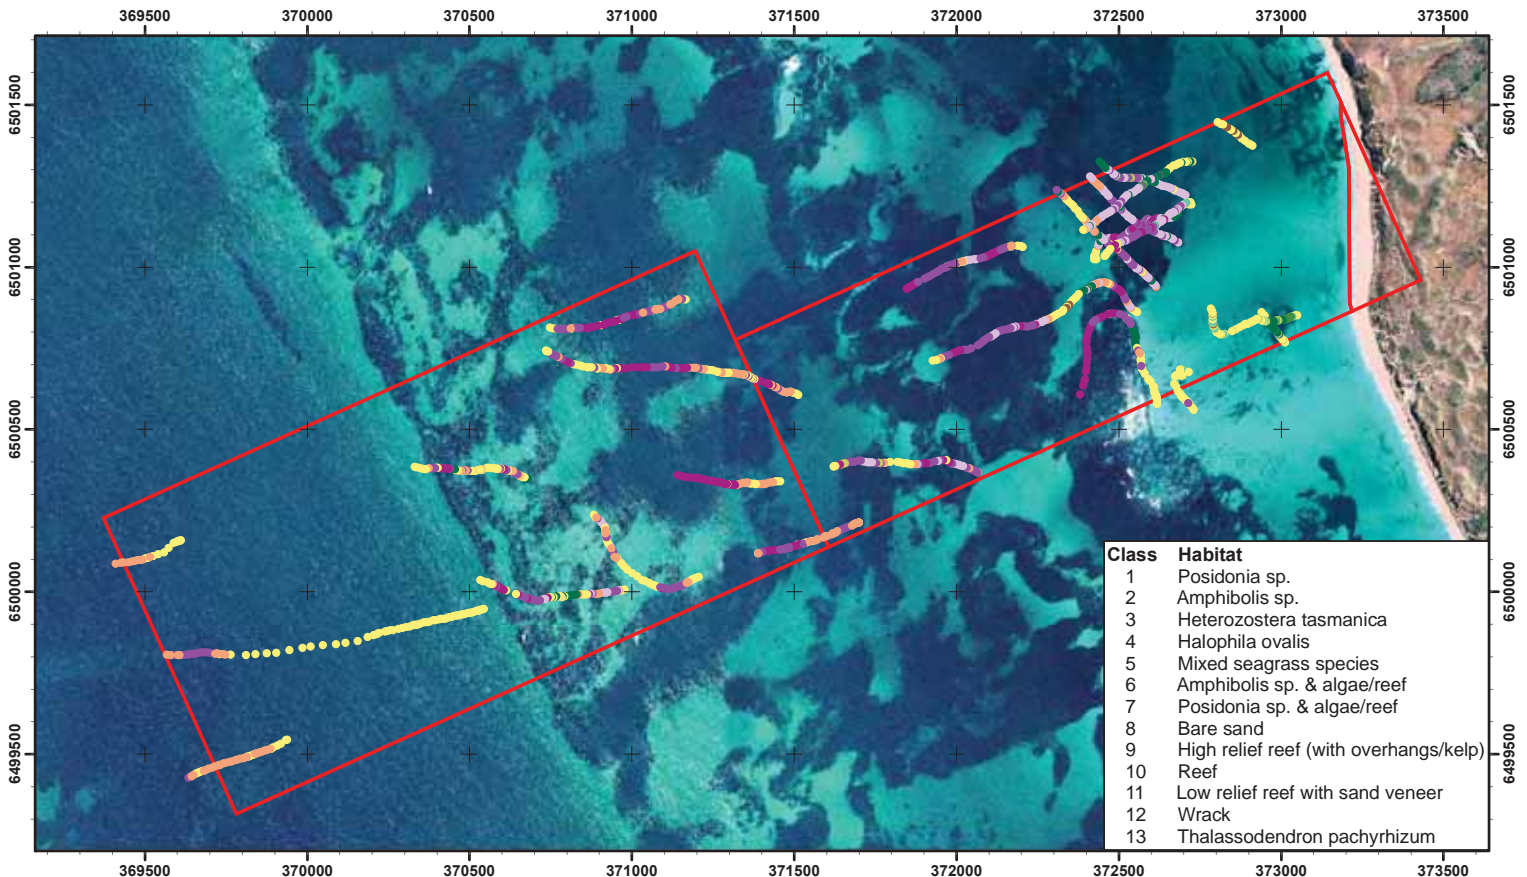 369500 370000 370500 371000 371500 372000 372500 373000 373500
6501500 6501500
6501000 6501000
6500500 6500500
6500000 6500000
6499500 6499500
Class Habitat
1 Posidonia sp.
2 Amphibolis sp.
3 Heterozostera tasmanica
4 Halophila ovalis
5 Mixed seagrass species
6 Amphibolis sp. & algae/reef
7 Posidonia sp. & algae/reef
8 Bare sand
9 High relief reef (with overhangs/kelp)
10 Reef
11 Low relief reef with sand veneer
12 Wrack
13 Thalassodendron pachyrhizum
369500 370000 370500 371000 371500 372000 372500 373000 373500